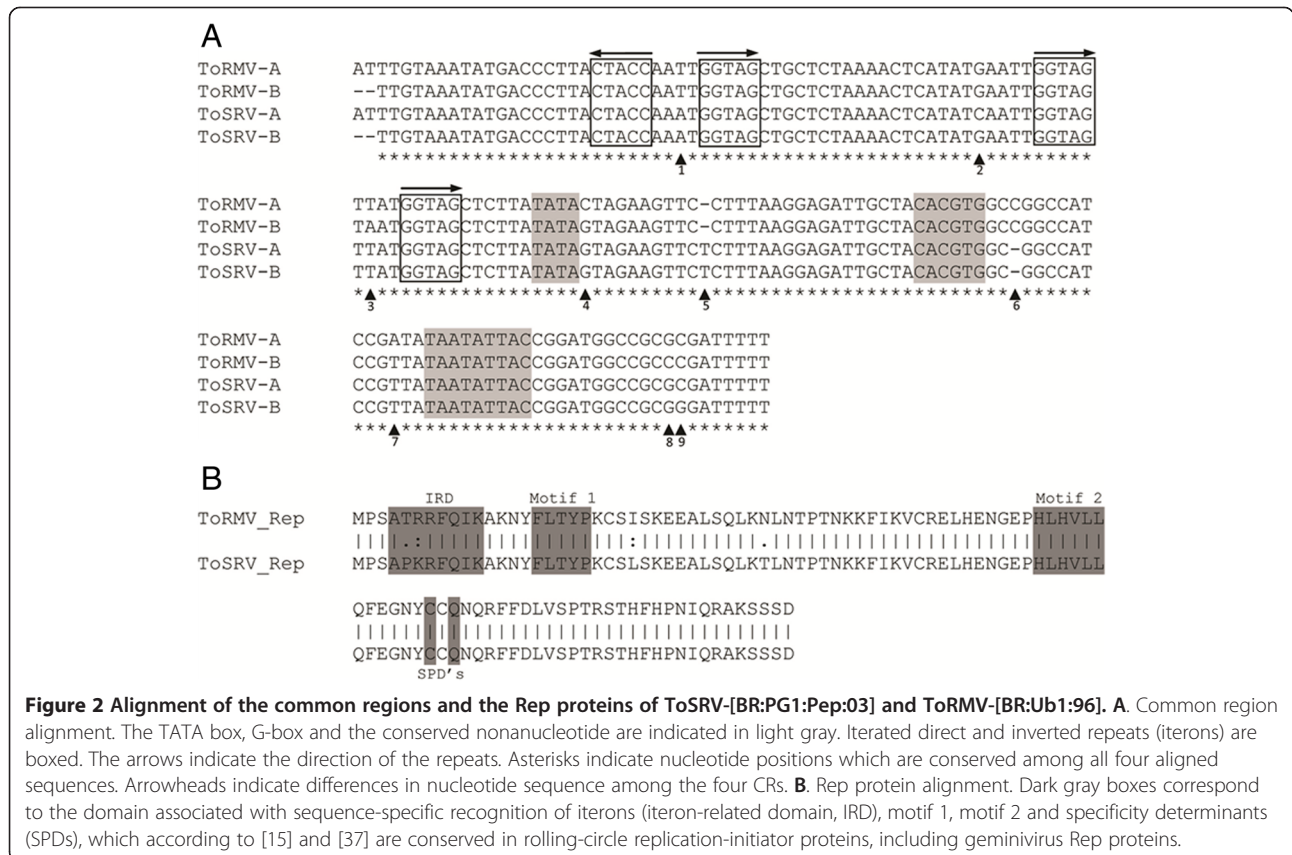 A
ToRMV-A ATTTGTAAATATGACCCTTACTACCAATTGGTAGCTGCTCTAAAACTCATATGAATTGGTAG
ToRMV-B --TTGTAAATATGACCCTTACTACCAATTGGTAGCTGCTCTAAAACTCATATGAATTGGTAG
ToSRV-A ATTTGTAAATATGACCCTTACTACCAAATGGTAGCTGCTCTAAAACTCATATCAATTGGTAG
ToSRV-B --TTGTAAATATGACCCTTACTACCAAATGGTAGCTGCTCTAAAACTCATATGAATTGGTAG
************************* ************************ *********
1 2
ToRMV-A TTATGGTAGCTCTTATATACTAGAAGTTC-CTTTAAGGAGATTGCTACACGTGGCCGGCCAT
ToRMV-B TAATGGTAGCTCTTATATAGTAGAAGTTC-CTTTAAGGAGATTGCTACACGTGGCCGGCCAT
ToSRV-A TTATGGTAGCTCTTATATAGTAGAAGTTCTCTTTAAGGAGATTGCTACACGTGGC-GGCCAT
ToSRV-B TTATGGTAGCTCTTATATAGTAGAAGTTCTCTTTAAGGAGATTGCTACACGTGGC-GGCCAT
* ***************** ********* ************************* ******
3 4 5 6
ToRMV-A CCGATATAATATTACCGGATGGCCGCGCGATTTTT
ToRMV-B CCGTTATAATATTACCGGATGGCCGCCCGATTTTT
ToSRV-A CCGTTATAATATTACCGGATGGCCGCGCGATTTTT
ToSRV-B CCGTTATAATATTACCGGATGGCCGCGGGATTTTT
*** ********************** *******
7 8 9
B
IRD Motif 1 Motif 2
ToRMV_Rep MPSATRRFQIKAKNYFLTYPKCSISKEEALSQLKNLNTPTNKKFIKVCRELHENGEPHLHVLL
||||.:||||||||||||||||||:||||||||||.||||||||||||||||||||||||||||
ToSRV_Rep MPSAPKRFQIKAKNYFLTYPKCSLSKEEALSQLKTLNTPTNKKFIKVCRELHENGEPHLHVLL
QFEGNYCCQNQRFFDLVSPTRSTHFHPNIQRAKSSSD
|||||||||||||||||||||||||||||||||||||
QFEGNYCCQNQRFFDLVSPTRSTHFHPNIQRAKSSSD
SPD's
Figure 2 Alignment of the common regions and the Rep proteins of ToSRV-[BR:PG1:Pep:03] and ToRMV-[BR:Ub1:96]. A. Common region
alignment. The TATA box, G-box and the conserved nonanucleotide are indicated in light gray. Iterated direct and inverted repeats (iterons) are
boxed. The arrows indicate the direction of the repeats. Asterisks indicate nucleotide positions which are conserved among all four aligned
sequences. Arrowheads indicate differences in nucleotide sequence among the four CRs. B. Rep protein alignment. Dark gray boxes correspond
to the domain associated with sequence-specific recognition of iterons (iteron-related domain, IRD), motif 1, motif 2 and specificity determinants
(SPDs), which according to [15] and [37] are conserved in rolling-circle replication-initiator proteins, including geminivirus Rep proteins.